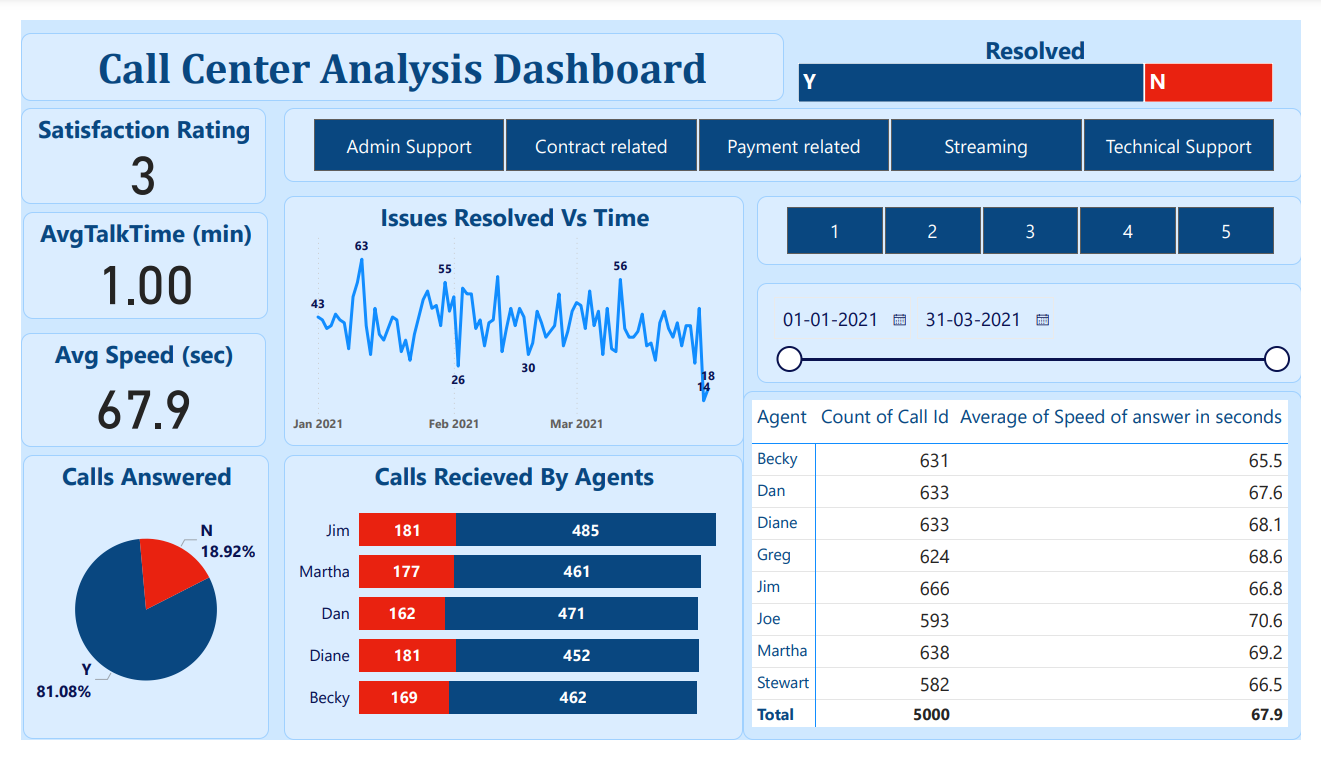 Call Center Analysis Dashboard
Resolved
Y
N
Satisfaction Rating
3
Admin Support
Contract related
Payment related
Streaming
Technical Support
AvgTalkTime (min)
1.00
Issues Resolved Vs Time
63
55
56
43
26
30
18
14
Jan 2021
Feb 2021
Mar 2021
1
2
3
4
5
01-01-2021
31-03-2021
Avg Speed (sec)
67.9
Calls Answered
N
18.92%
Y
81.08%
Calls Recieved By Agents
Jim 181 485
Martha 177 461
Dan 162 471
Diane 181 452
Becky 169 462
Agent Count of Call Id Average of Speed of answer in seconds
Becky 631 65.5
Dan 633 67.6
Diane 633 68.1
Greg 624 68.6
Jim 666 66.8
Joe 593 70.6
Martha 638 69.2
Stewart 582 66.5
Total 5000 67.9